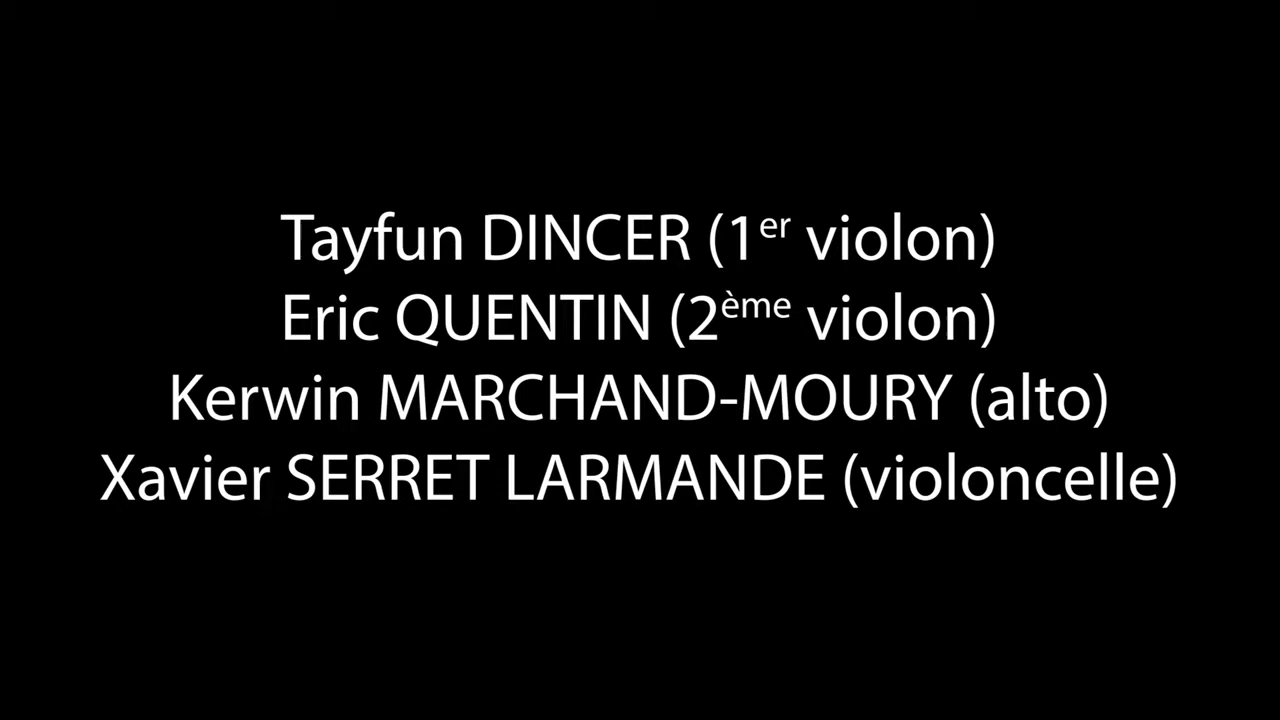 Tayfun DINCER (1er violon)
Eric QUENTIN (2ème violon)
Kerwin MARCHAND-MOURY (alto)
Xavier SERRET LARMANDE (violoncelle)